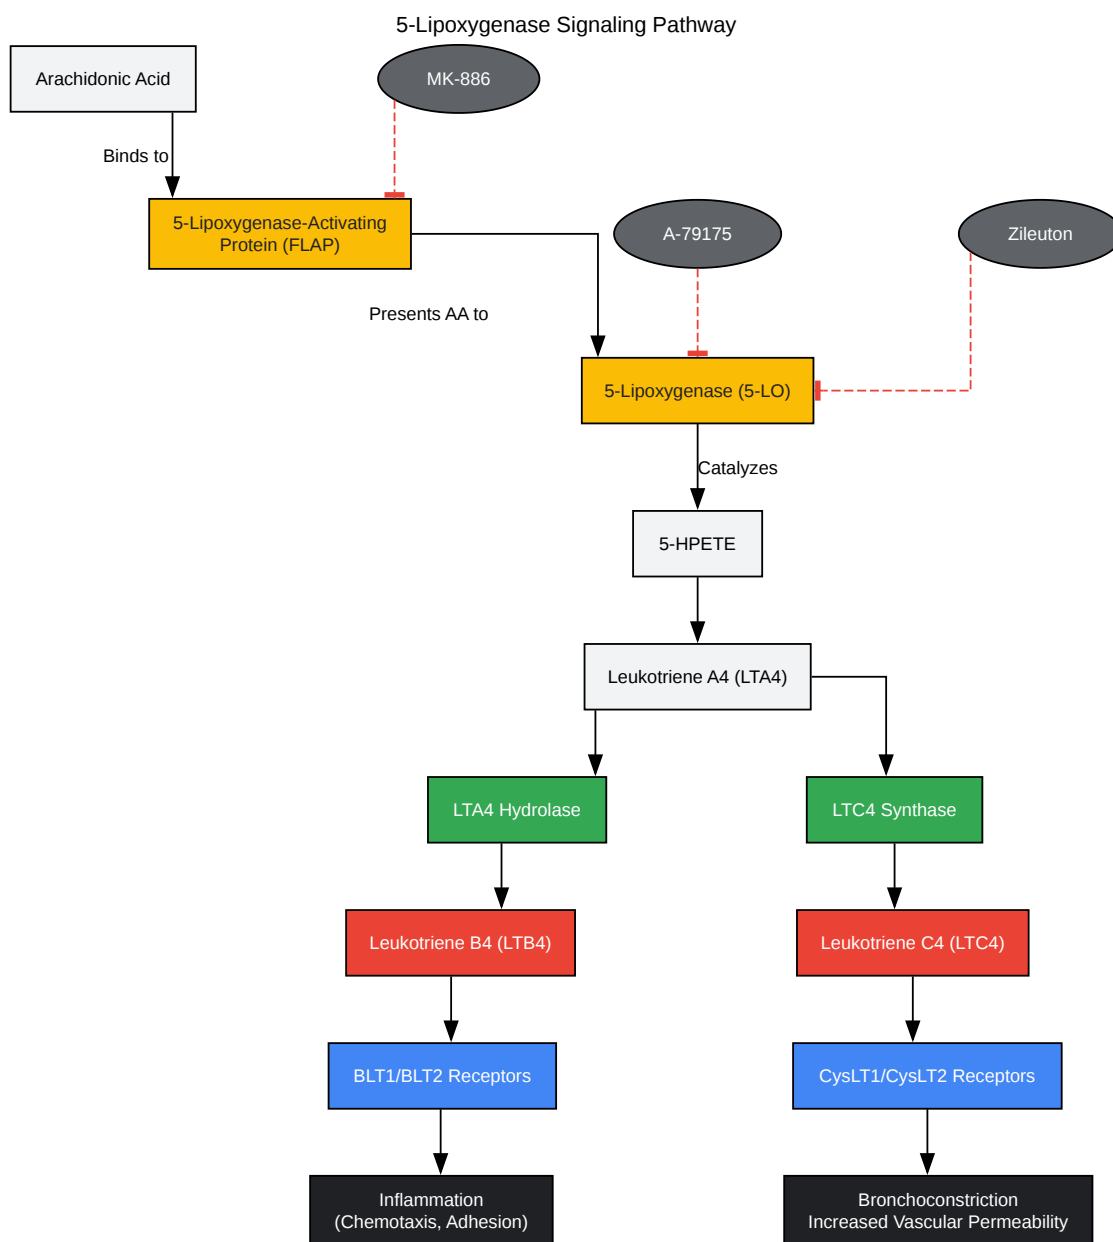 5-Lipoxygenase Signaling Pathway
Arachidonic Acid
MK-886
Binds to
5-Lipoxygenase-Activating
Protein (FLAP)
A-79175
Zileuton
Presents AA to
5-Lipoxygenase (5-LO)
Catalyzes
5-HPETE
Leukotriene A4 (LTA4)
LTA4 Hydrolase
LTC4 Synthase
Leukotriene B4 (LTB4)
Leukotriene C4 (LTC4)
BLT1/BLT2 Receptors
CysLT1/CysLT2 Receptors
Inflammation
(Chemotaxis, Adhesion)
Bronchoconstriction
Increased Vascular Permeability